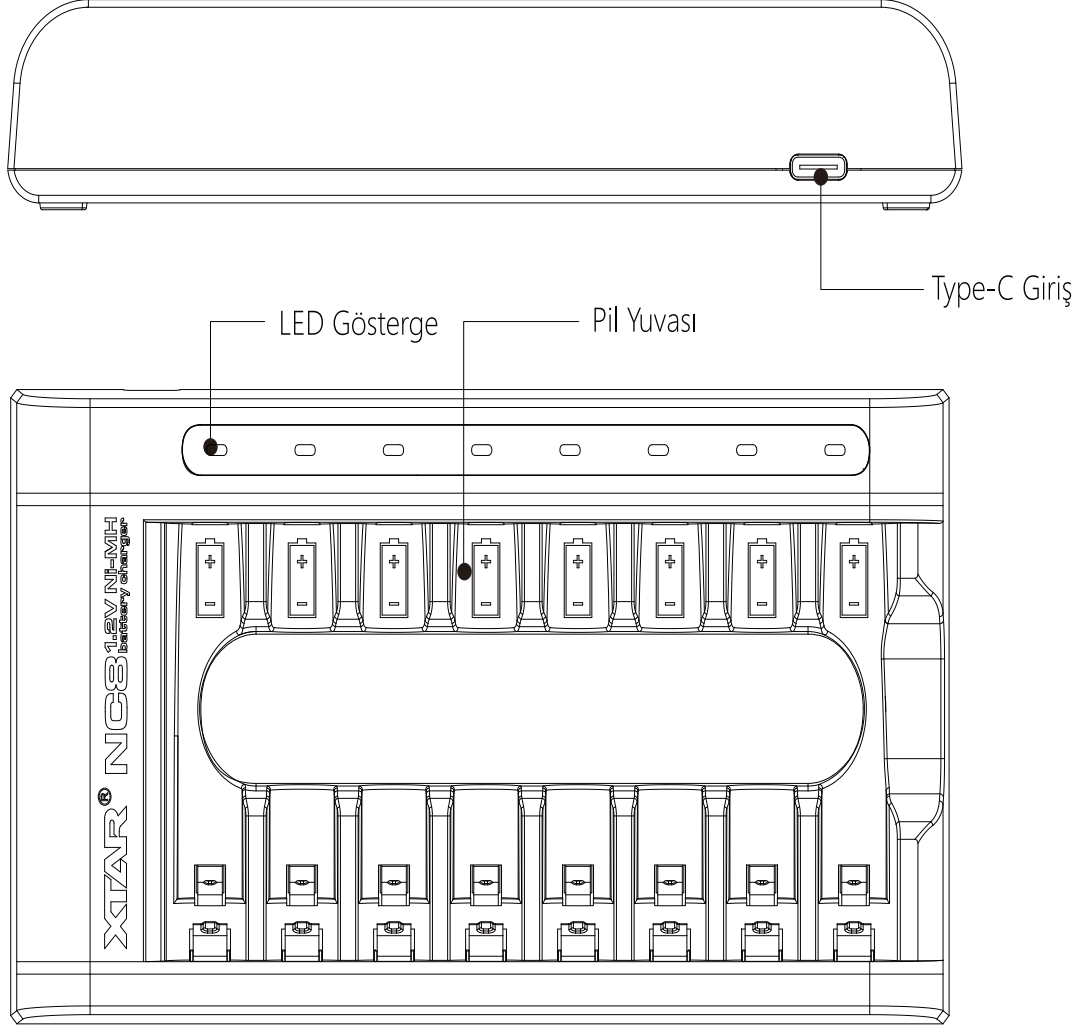 Type-C Giriş
LED Gösterge
Pil Yuvası
XTAR® NC8 1.2V Ni-MH
battery charger